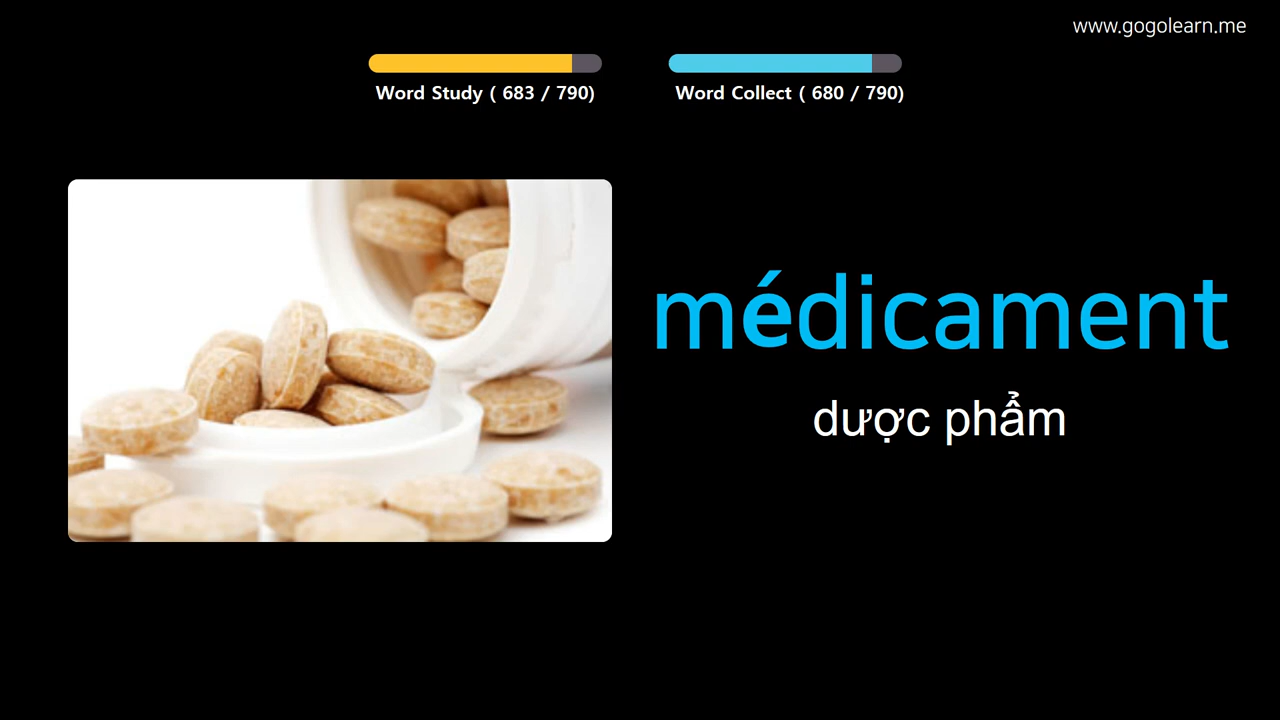 www.gogolearn.me
Word Study ( 683 / 790)
Word Collect ( 680 / 790)
médicament
dược phẩm